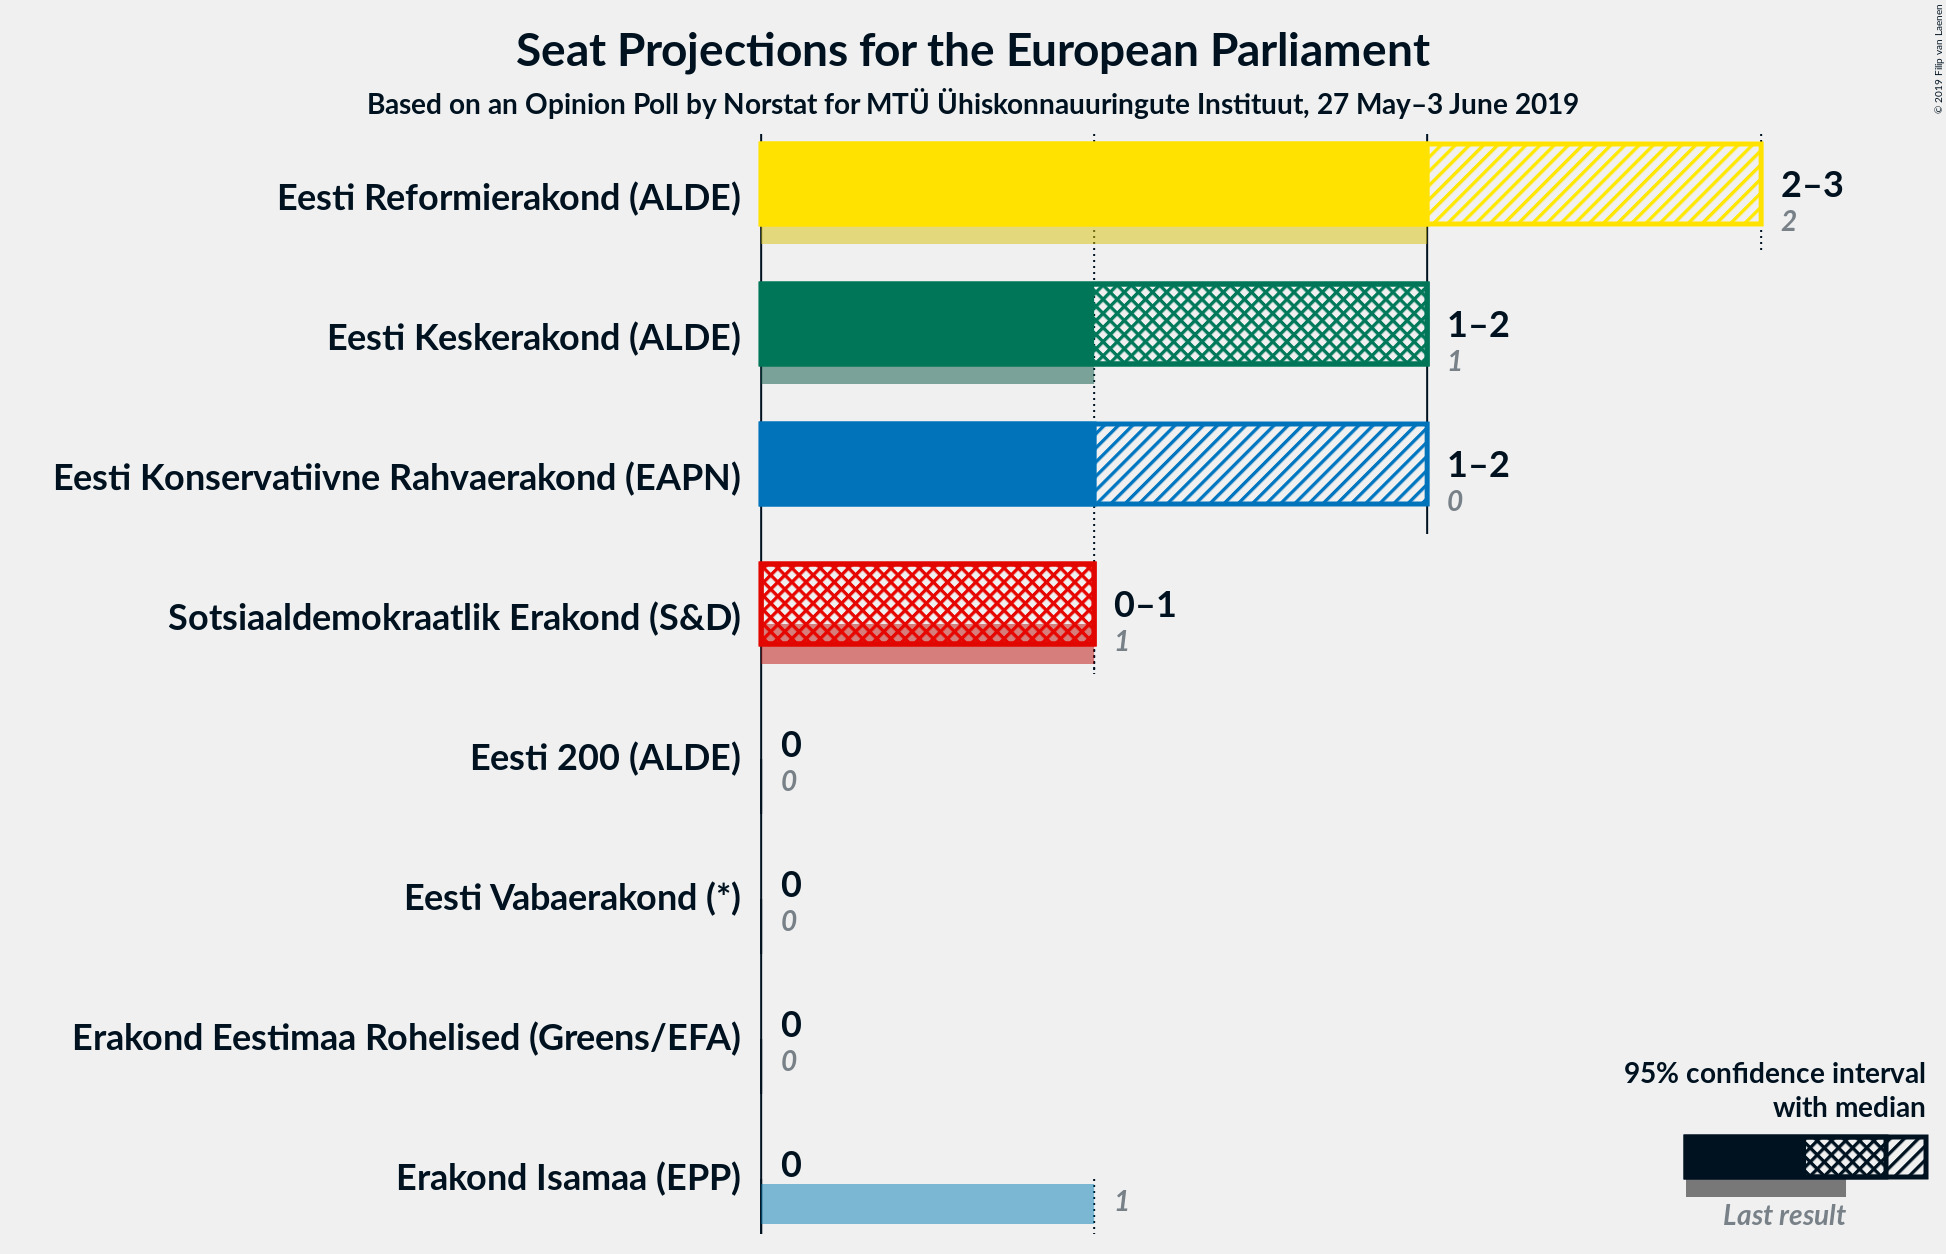 Seat Projections for the European Parliament
Based on an Opinion Poll by Norstat for MTÜ Ühiskonnauuringute Instituut, 27 May–3 June 2019
© 2019 Filip van Laenen
Eesti Reformierakond (ALDE)
2–3
2
Eesti Keskerakond (ALDE)
1–2
1
Eesti Konservatiivne Rahvaerakond (EAPN)
1–2
0
Sotsiaaldemokraatlik Erakond (S&D)
0–1
1
Eesti 200 (ALDE)
0
0
Eesti Vabaerakond (*)
0
0
Erakond Eestimaa Rohelised (Greens/EFA)
0
0
Erakond Isamaa (EPP)
0
1
95% confidence interval
with median
Last result